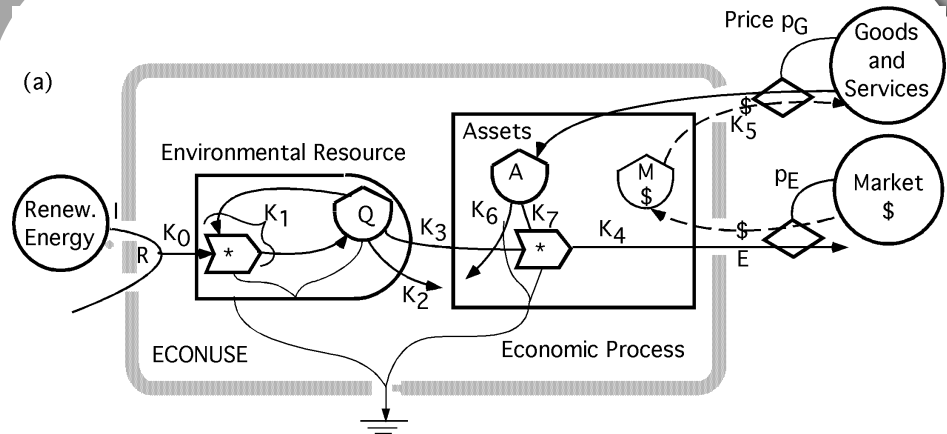 Price pG
Goods
and
Services
(a)
$
K5
Assets
Environmental Resource
A
M
$
pE
Market
$
Renew.
Energy
I
K0
K1
Q
K6
K7
R
*
K3
*
K4
$
E
K2
ECONUSE
Economic Process